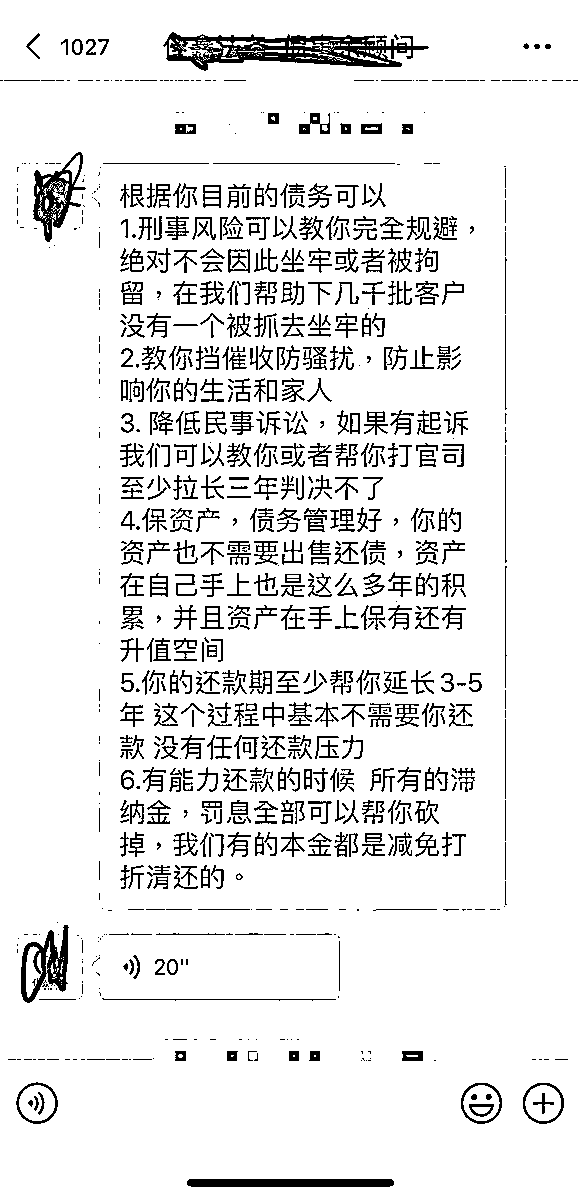 1027
根据你目前的债务可以
1.刑事风险可以教你完全规避，
绝对不会因此坐牢或者被拘
留，在我们帮助下几千批客户
没有一个被抓去坐牢的
2.教你挡催收防骚扰，防止影
响你的生活和家人
3. 降低民事诉讼，如果有起诉
我们可以教你或者帮你打官司
至少拉长三年判决不了
4.保资产，债务管理好，你的
资产也不需要出售还债，资产
在自己手上也是这么多年的积
累，并且资产在手上保有还有
升值空间
5.你的还款期至少帮你延长3-5
年 这个过程中基本不需要你还
款 没有任何还款压力
6.有能力还款的时候 所有的滞
纳金，罚息全部可以帮你砍
掉，我们有的本金都是减免打
折清还的。
20"